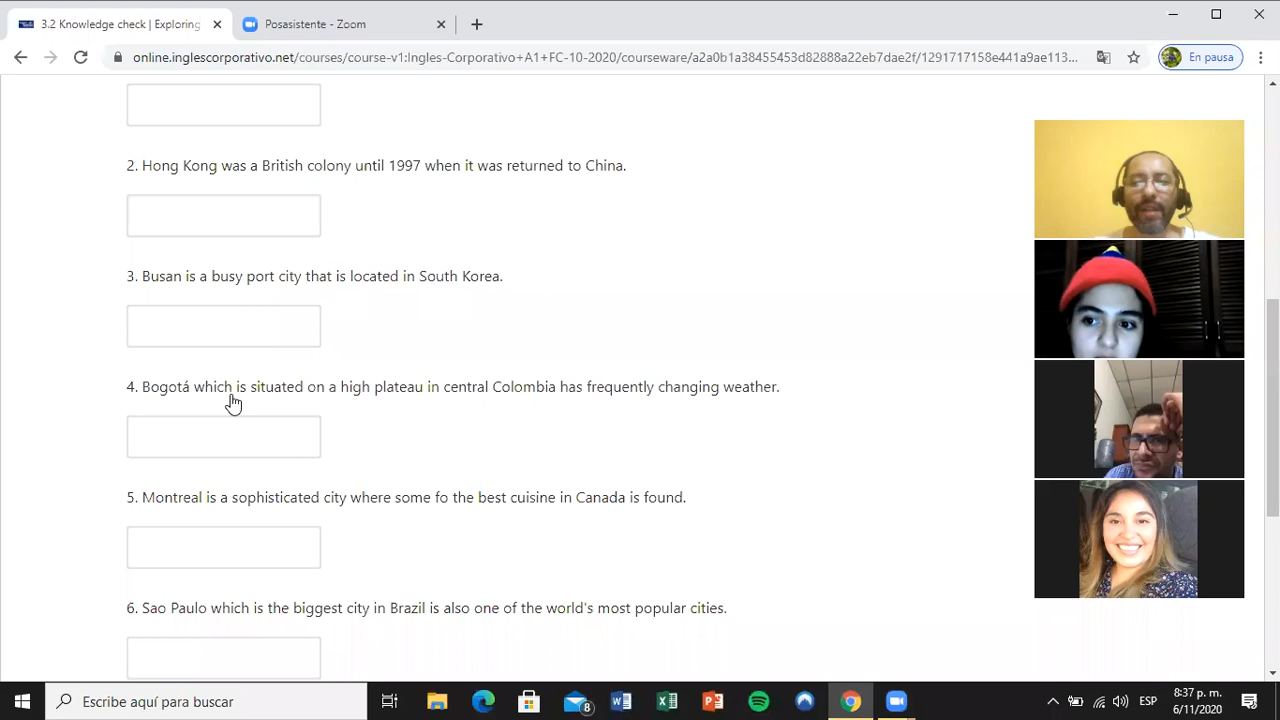 3.2 Knowledge check | Exploring
Posasistente - Zoom
online.inglescorporativo.net/courses/course-v1:Ingles-Corporativo+A1+FC-10-2020/courseware/a2a0b1a38455453d82888a22eb7dae2f/1291717158e441a9ae113...
En pausa
2. Hong Kong was a British colony until 1997 when it was returned to China.
3. Busan is a busy port city that is located in South Korea.
4. Bogotá which is situated on a high plateau in central Colombia has frequently changing weather.
5. Montreal is a sophisticated city where some fo the best cuisine in Canada is found.
6. Sao Paulo which is the biggest city in Brazil is also one of the world's most popular cities.
Escribe aquí para buscar
8
ESP
8:37 p. m.
6/11/2020